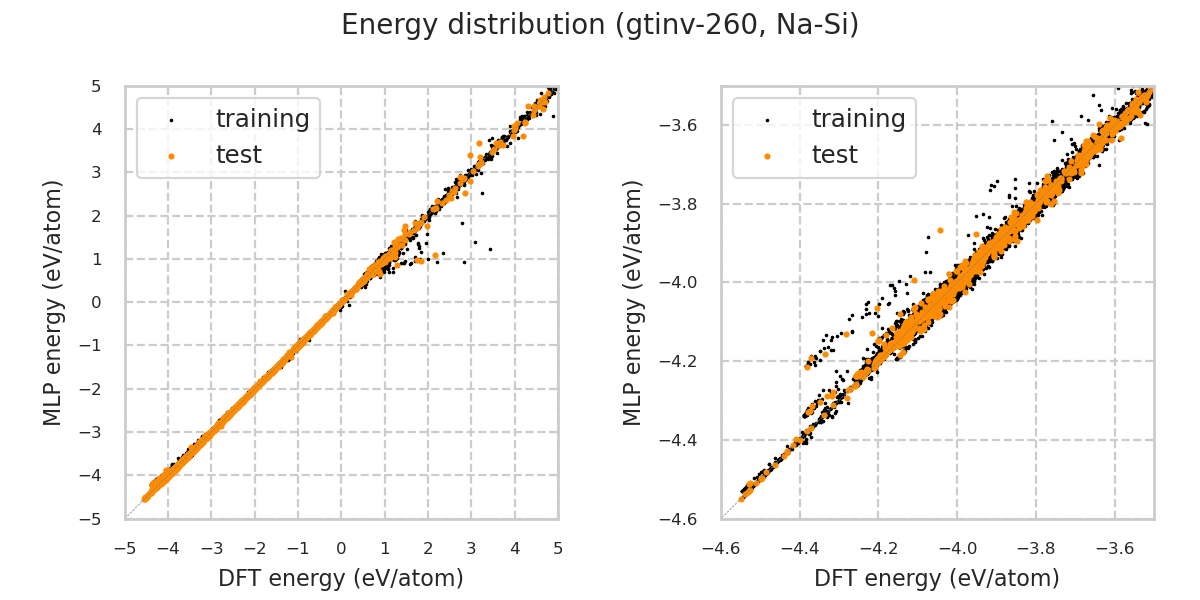 Energy distribution (gtinv-260, Na-Si)
training
test
5
4
3
2
1
0
−1
−2
−3
−4
−5
MLP energy (eV/atom)
−5 −4 −3 −2 −1 0 1 2 3 4 5
DFT energy (eV/atom)
training
test
−3.6
−3.8
−4.0
−4.2
−4.4
−4.6
MLP energy (eV/atom)
−4.6 −4.4 −4.2 −4.0 −3.8 −3.6
DFT energy (eV/atom)